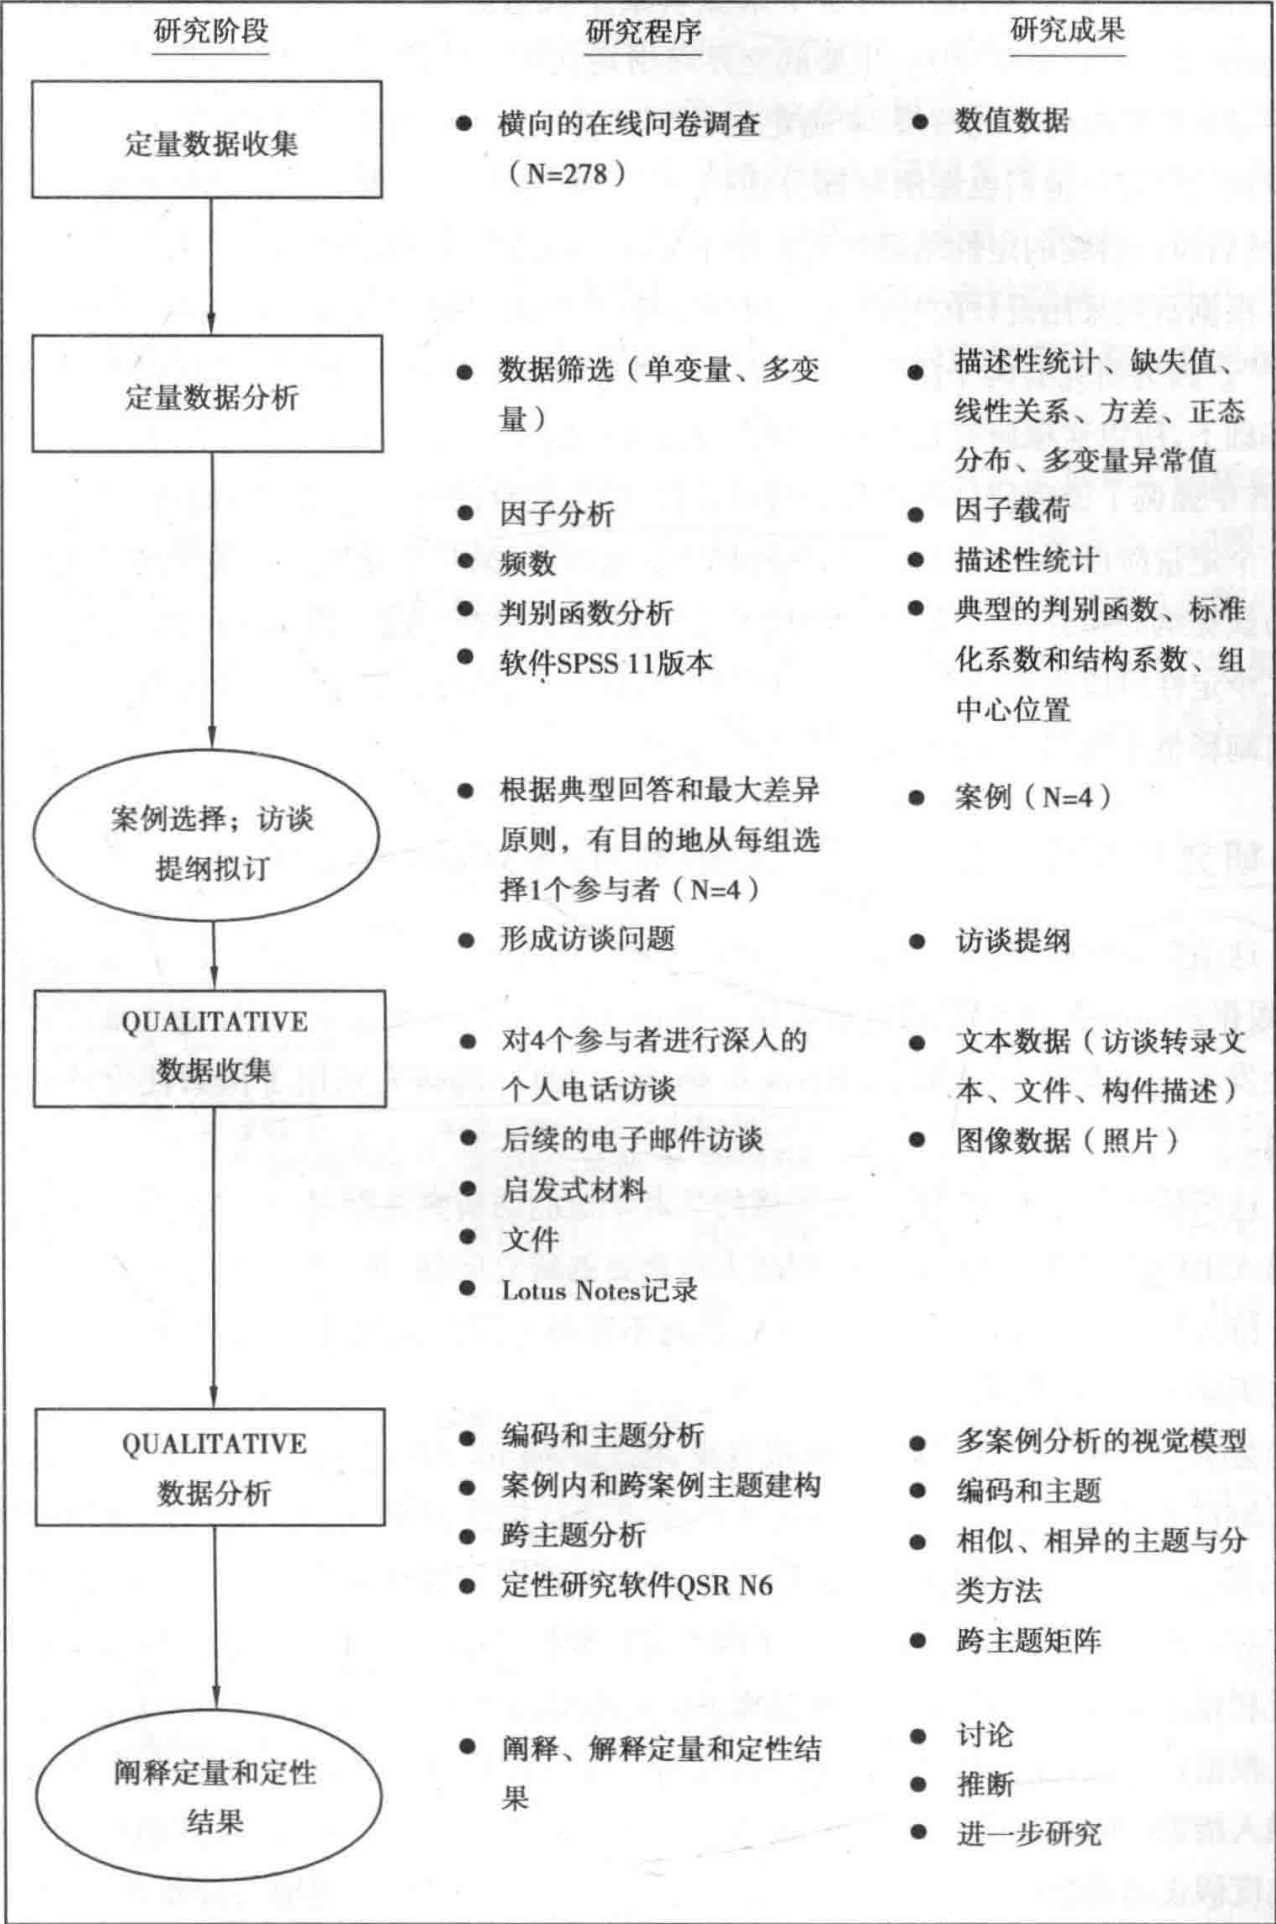 研究阶段
研究程序
研究成果
定量数据收集
● 横向的在线问卷调查
（N=278）
● 数值数据
定量数据分析
● 数据筛选（单变量、多变
量）
● 因子分析
● 频数
● 判别函数分析
● 软件SPSS 11版本
● 描述性统计、缺失值、
线性关系、方差、正态
分布、多变量异常值
● 因子载荷
● 描述性统计
● 典型的判别函数、标准
化系数和结构系数、组
中心位置
案例选择；访谈
提纲拟订
● 根据典型回答和最大差异
原则，有目的地从每组选
择1个参与者（N=4）
● 形成访谈问题
● 案例（N=4）
● 访谈提纲
QUALITATIVE
数据收集
● 对4个参与者进行深入的
个人电话访谈
● 后续的电子邮件访谈
● 启发式材料
● 文件
● Lotus Notes记录
● 文本数据（访谈转录文
本、文件、构件描述）
● 图像数据（照片）
QUALITATIVE
数据分析
● 编码和主题分析
● 案例内和跨案例主题建构
● 跨主题分析
● 定性研究软件QSR N6
● 多案例分析的视觉模型
● 编码和主题
● 相似、相异的主题与分
类方法
● 跨主题矩阵
阐释定量和定性
结果
● 阐释、解释定量和定性结
果
● 讨论
● 推断
● 进一步研究